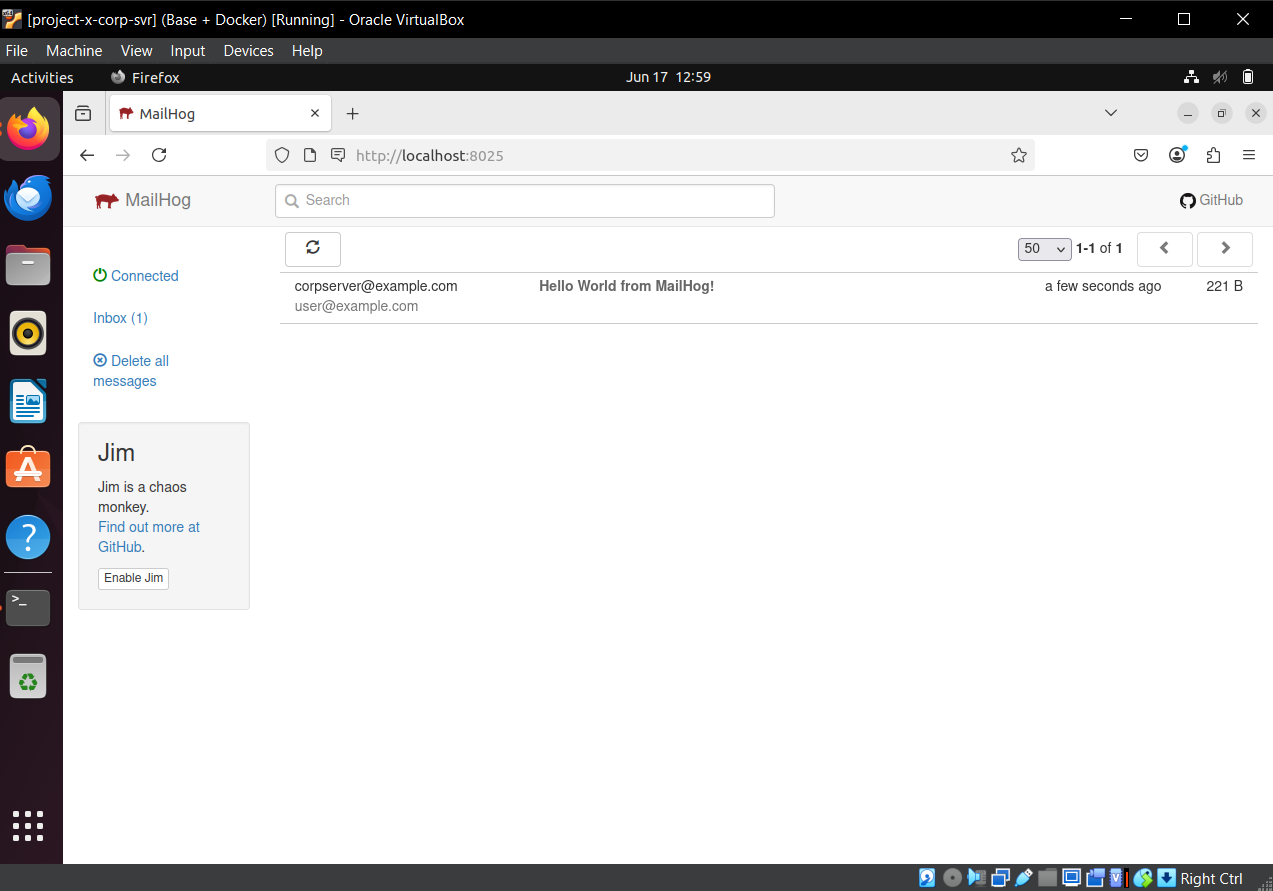 [project-x-corp-svr] (Base + Docker) [Running] - Oracle VirtualBox
File Machine View Input Devices Help
Activities Firefox Jun 17 12:59
MailHog
http://localhost:8025
MailHog Search GitHub
50 1-1 of 1
Connected
corpserver@example.com Hello World from MailHog! a few seconds ago 221 B
user@example.com
Inbox (1)
Delete all
messages
Jim
Jim is a chaos
monkey.
Find out more at
GitHub.
Enable Jim
Right Ctrl